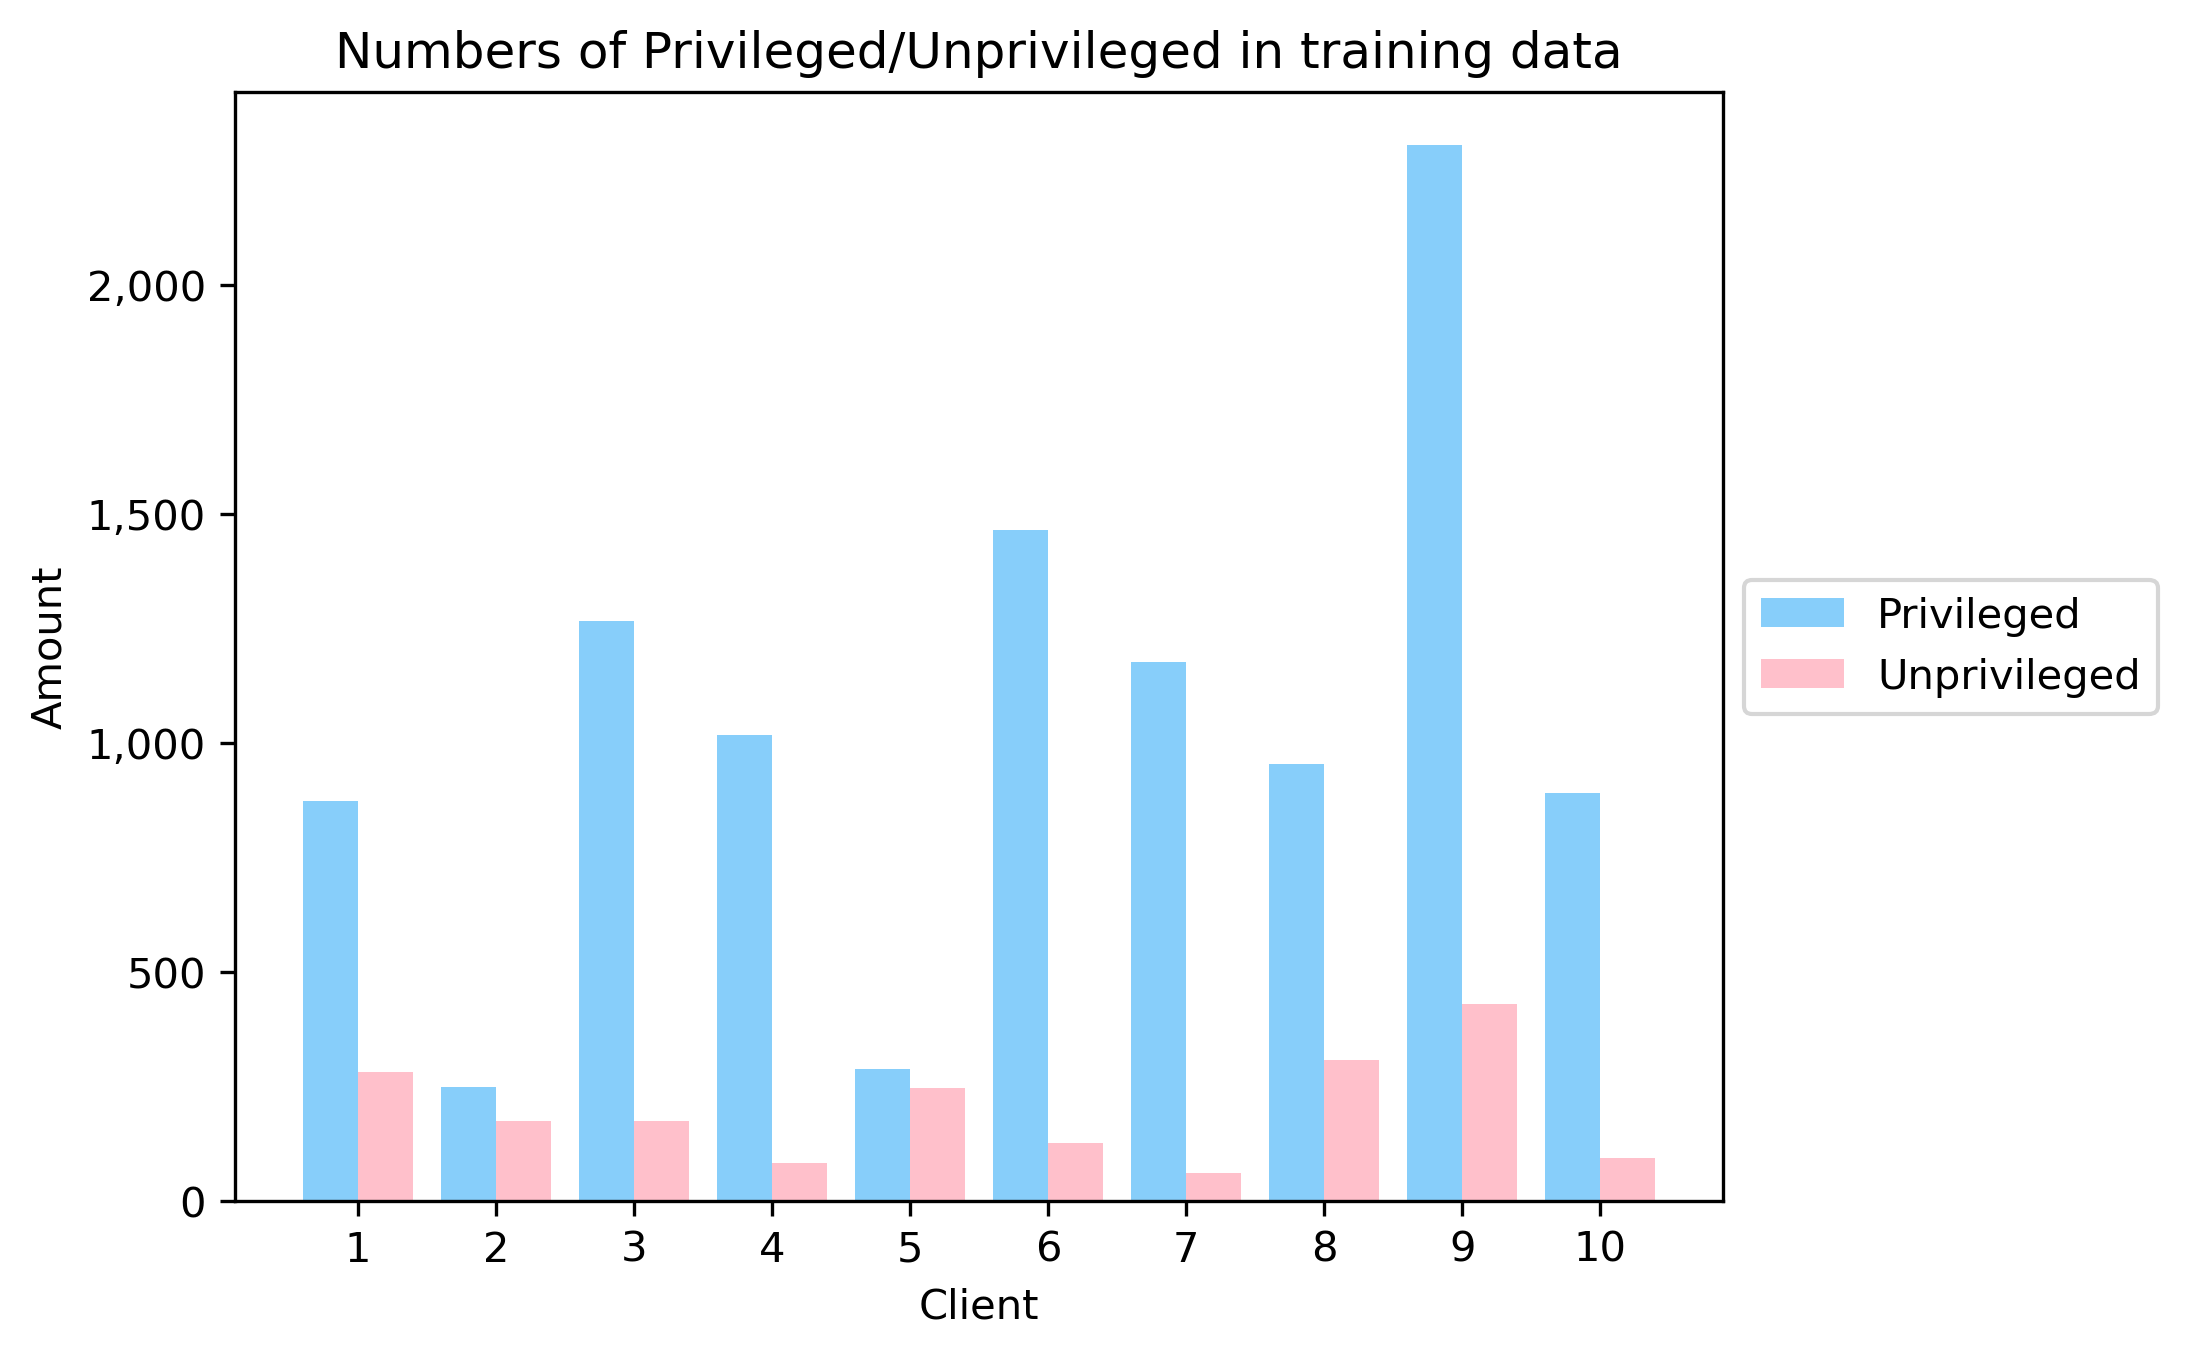 Numbers of Privileged/Unprivileged in training data
2,000
1,500
1,000
500
0
Amount
1 2 3 4 5 6 7 8 9 10
Client
Privileged
Unprivileged